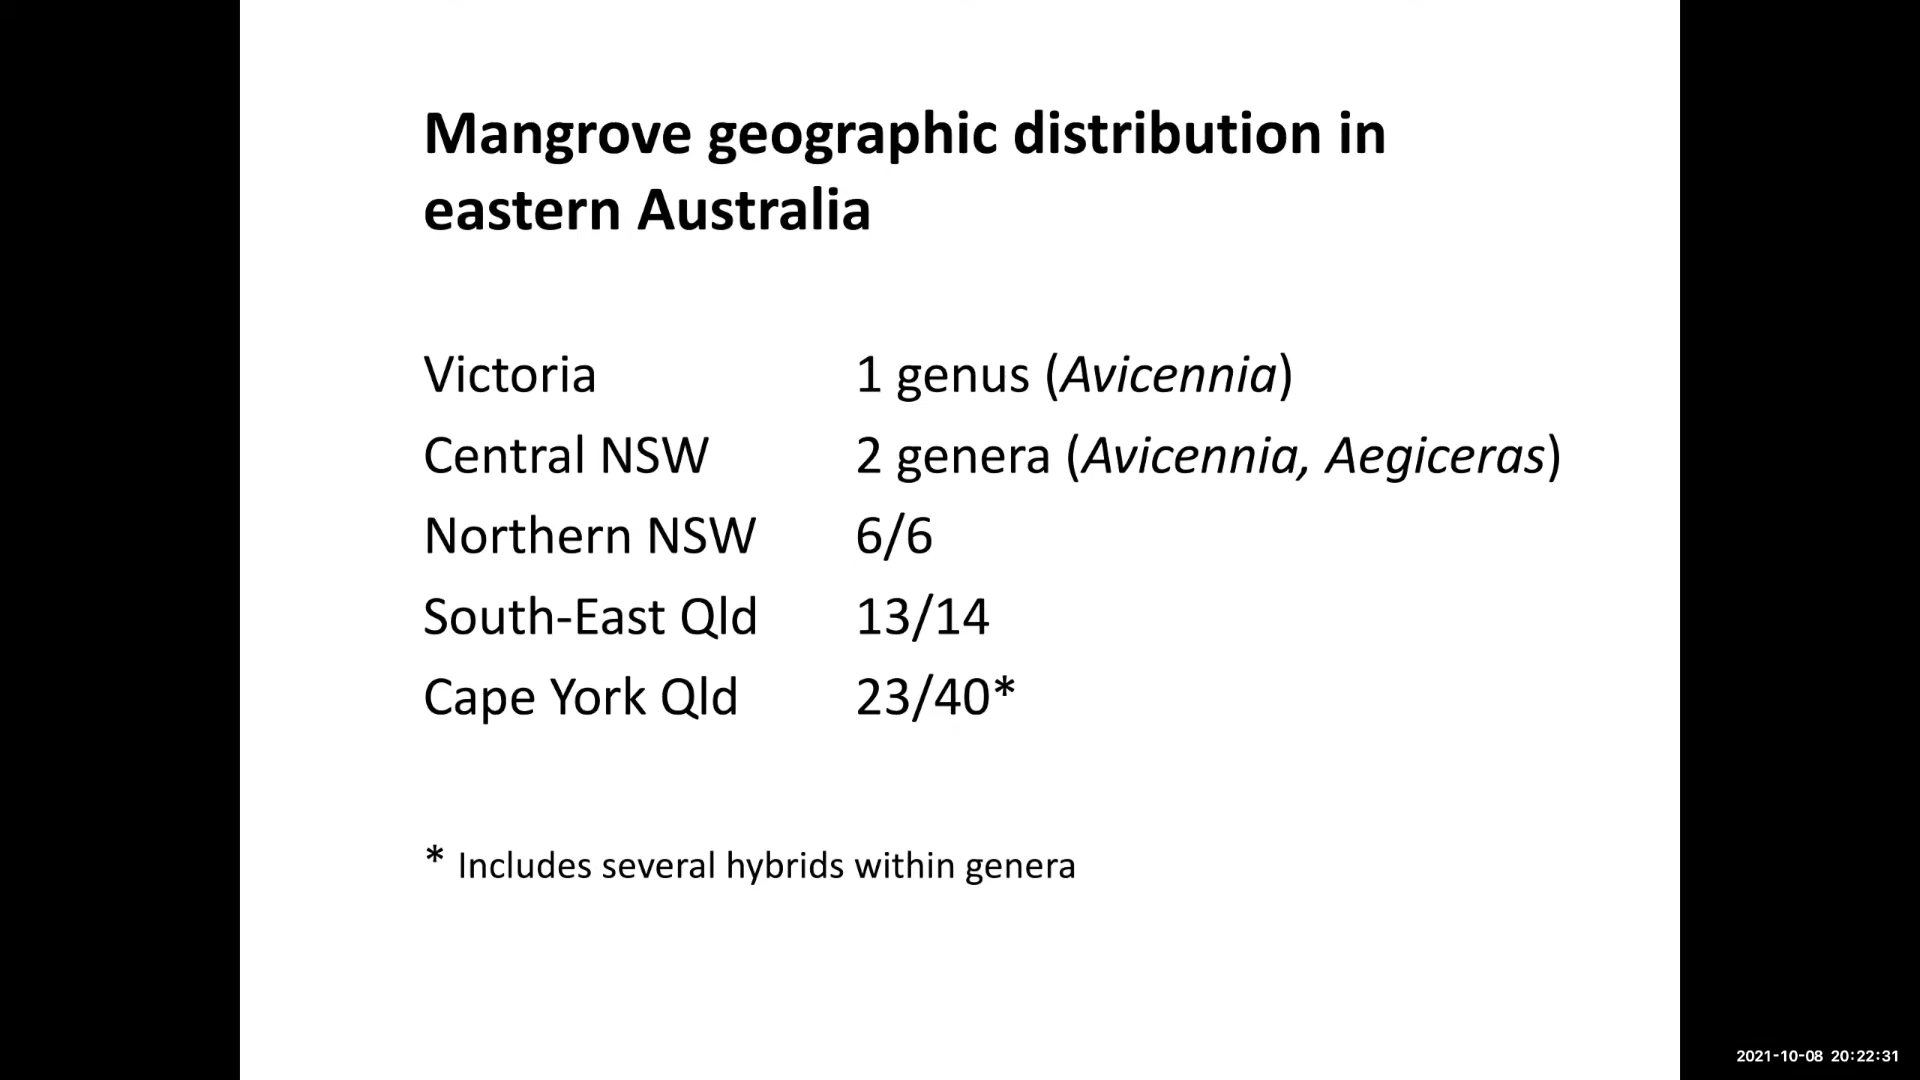 Mangrove geographic distribution in
eastern Australia
Victoria 1 genus (Avicennia)
Central NSW 2 genera (Avicennia, Aegiceras)
Northern NSW 6/6
South-East Qld 13/14
Cape York Qld 23/40*
* Includes several hybrids within genera
2021-10-08 20:22:31